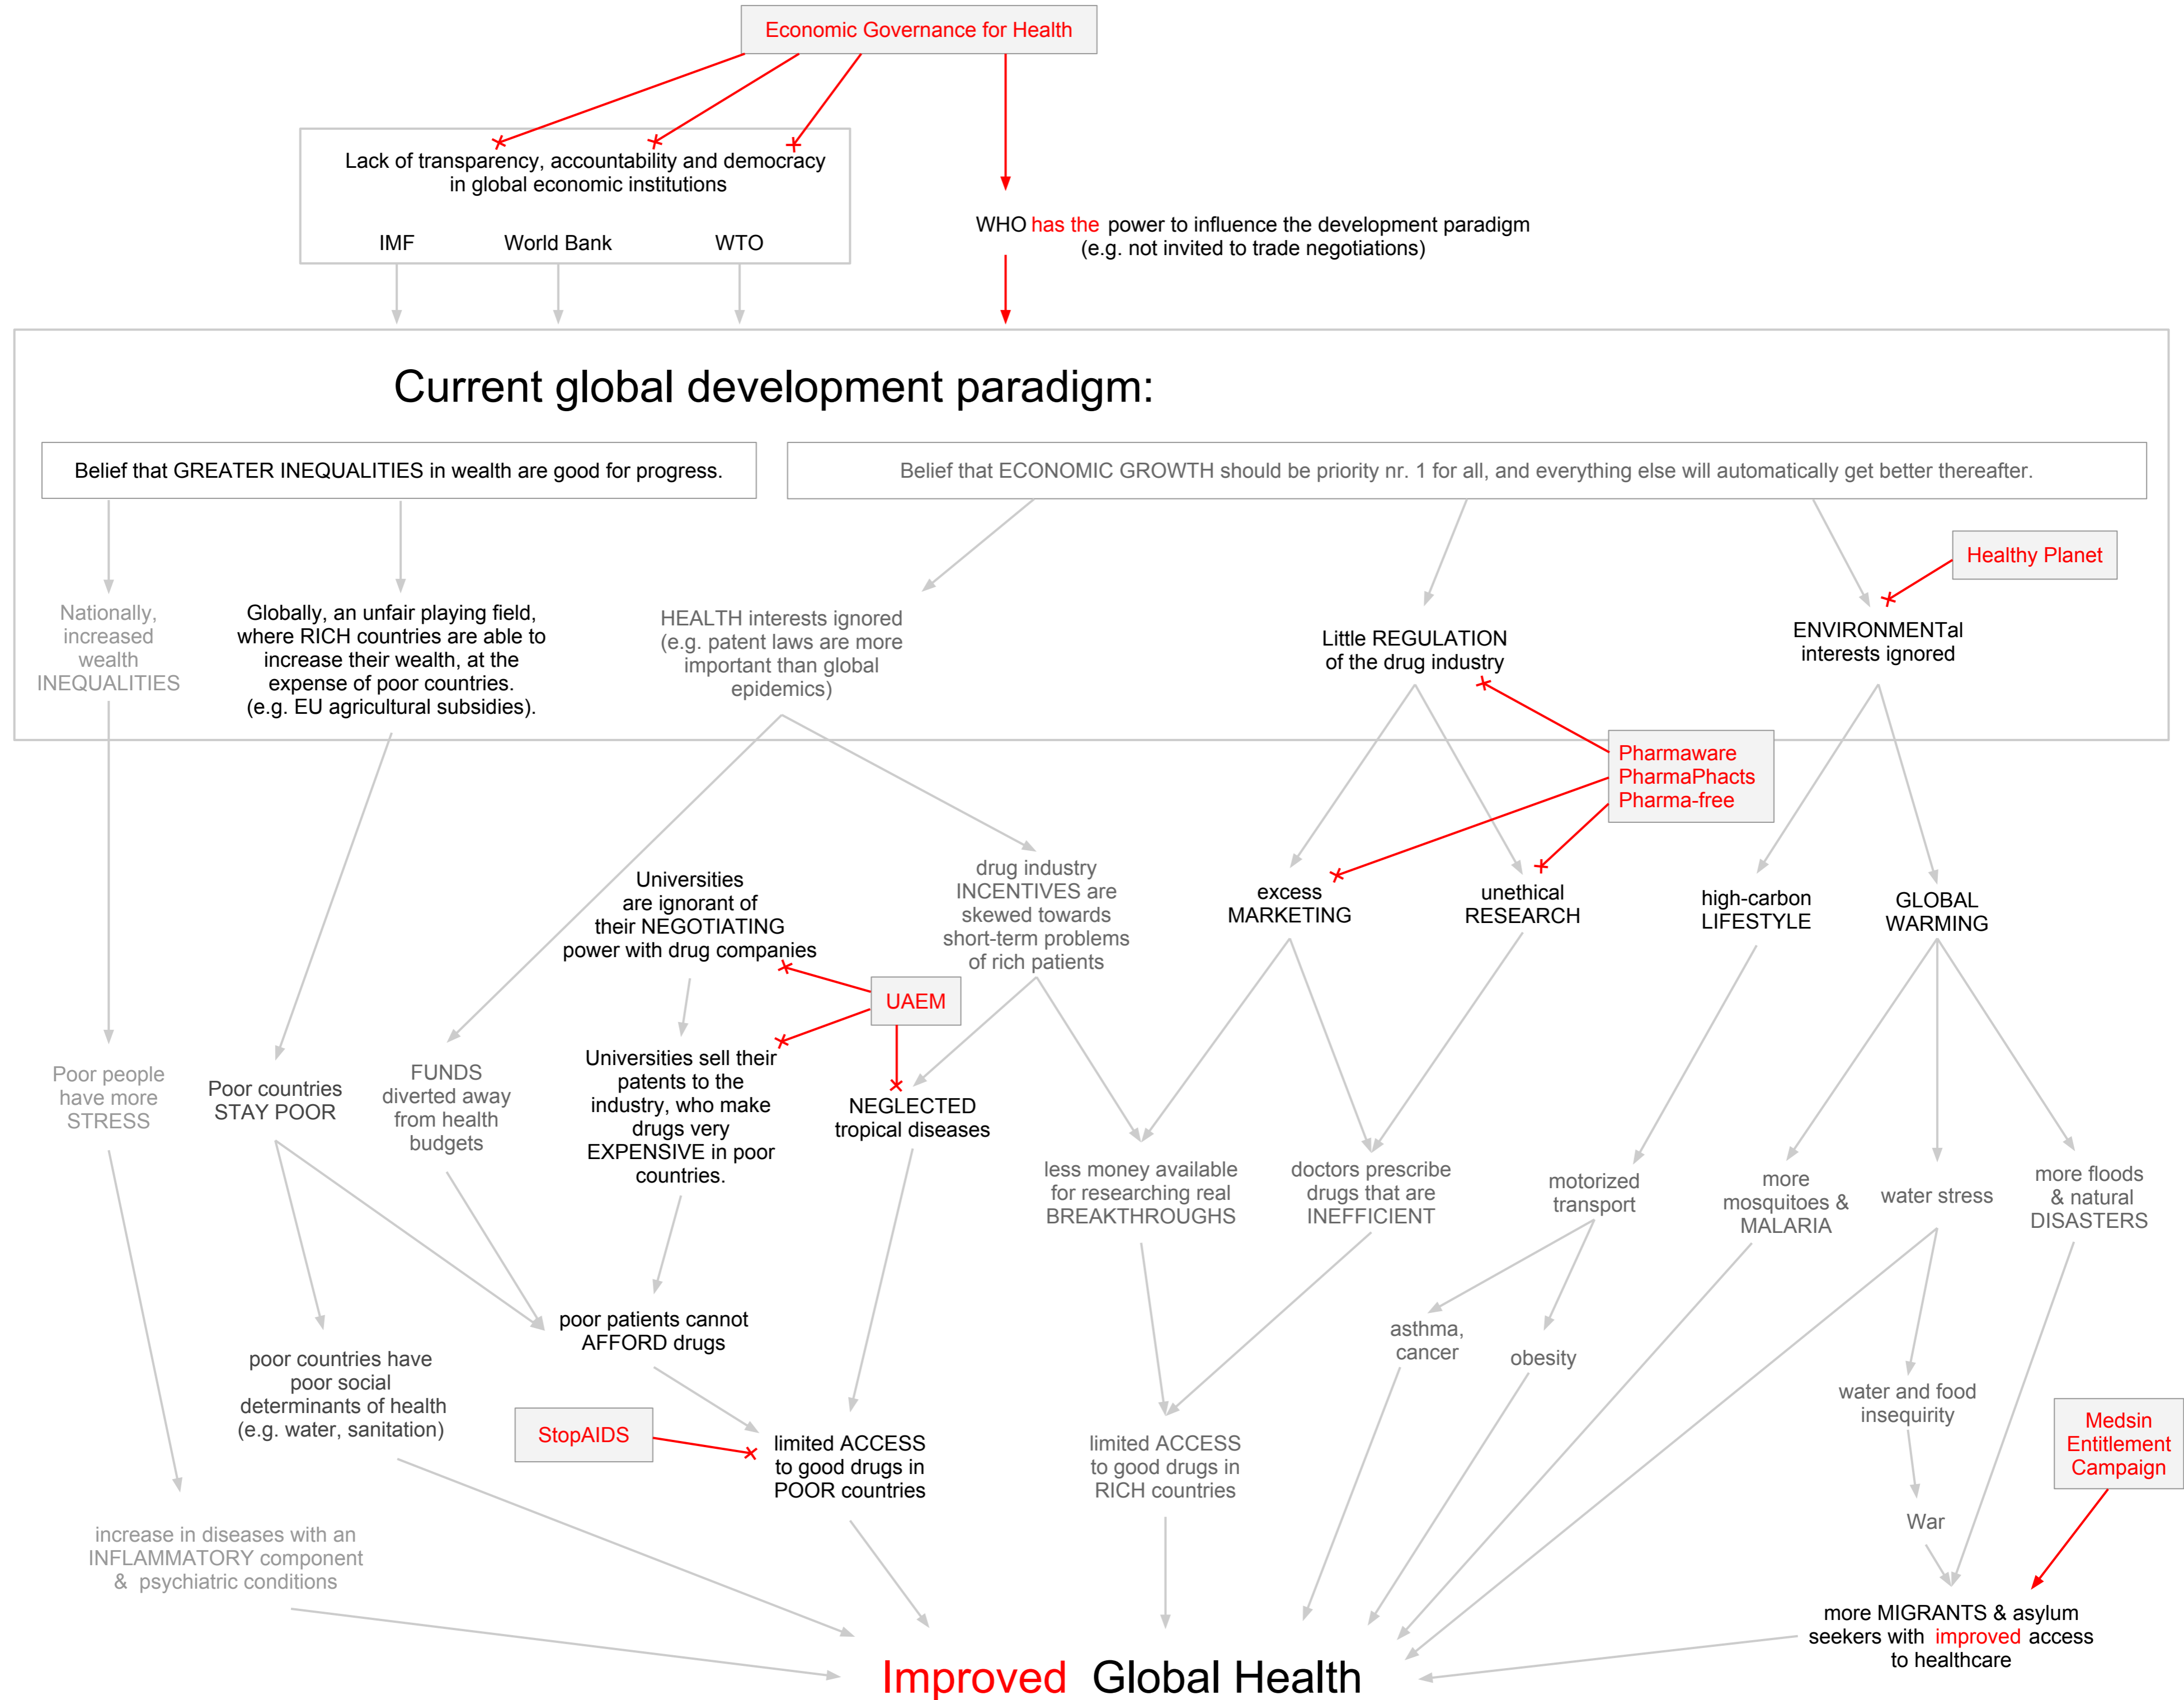 Economic Governance for Health
Lack of transparency, accountability and democracy
in global economic institutions
IMF World Bank WTO
WHO has the power to influence the development paradigm
(e.g. not invited to trade negotiations)
Current global development paradigm:
Belief that GREATER INEQUALITIES in wealth are good for progress.
Belief that ECONOMIC GROWTH should be priority nr. 1 for all, and everything else will automatically get better thereafter.
Healthy Planet
Nationally,
increased
wealth
INEQUALITIES
Globally, an unfair playing field,
where RICH countries are able to
increase their wealth, at the
expense of poor countries.
(e.g. EU agricultural subsidies).
HEALTH interests ignored
(e.g. patent laws are more
important than global
epidemics)
Little REGULATION
of the drug industry
ENVIRONMENTal
interests ignored
Pharmaware
PharmaPhacts
Pharma-free
Universities
are ignorant of
their NEGOTIATING
power with drug companies
drug industry
INCENTIVES are
skewed towards
short-term problems
of rich patients
excess
MARKETING
unethical
RESEARCH
high-carbon
LIFESTYLE
GLOBAL
WARMING
UAEM
Poor people
have more
STRESS
Poor countries
STAY POOR
FUNDS
diverted away
from health
budgets
Universities sell their
patents to the
industry, who make
drugs very
EXPENSIVE in poor
countries.
NEGLECTED
tropical diseases
less money available
for researching real
BREAKTHROUGHS
doctors prescribe
drugs that are
INEFFICIENT
motorized
transport
more
mosquitoes &
MALARIA
water stress
more floods
& natural
DISASTERS
poor patients cannot
AFFORD drugs
poor countries have
poor social
determinants of health
(e.g. water, sanitation)
asthma,
cancer
obesity
water and food
insequirity
StopAIDS
limited ACCESS
to good drugs in
POOR countries
limited ACCESS
to good drugs in
RICH countries
Medsin
Entitlement
Campaign
War
increase in diseases with an
INFLAMMATORY component
& psychiatric conditions
more MIGRANTS & asylum
seekers with improved access
to healthcare
Improved Global Health